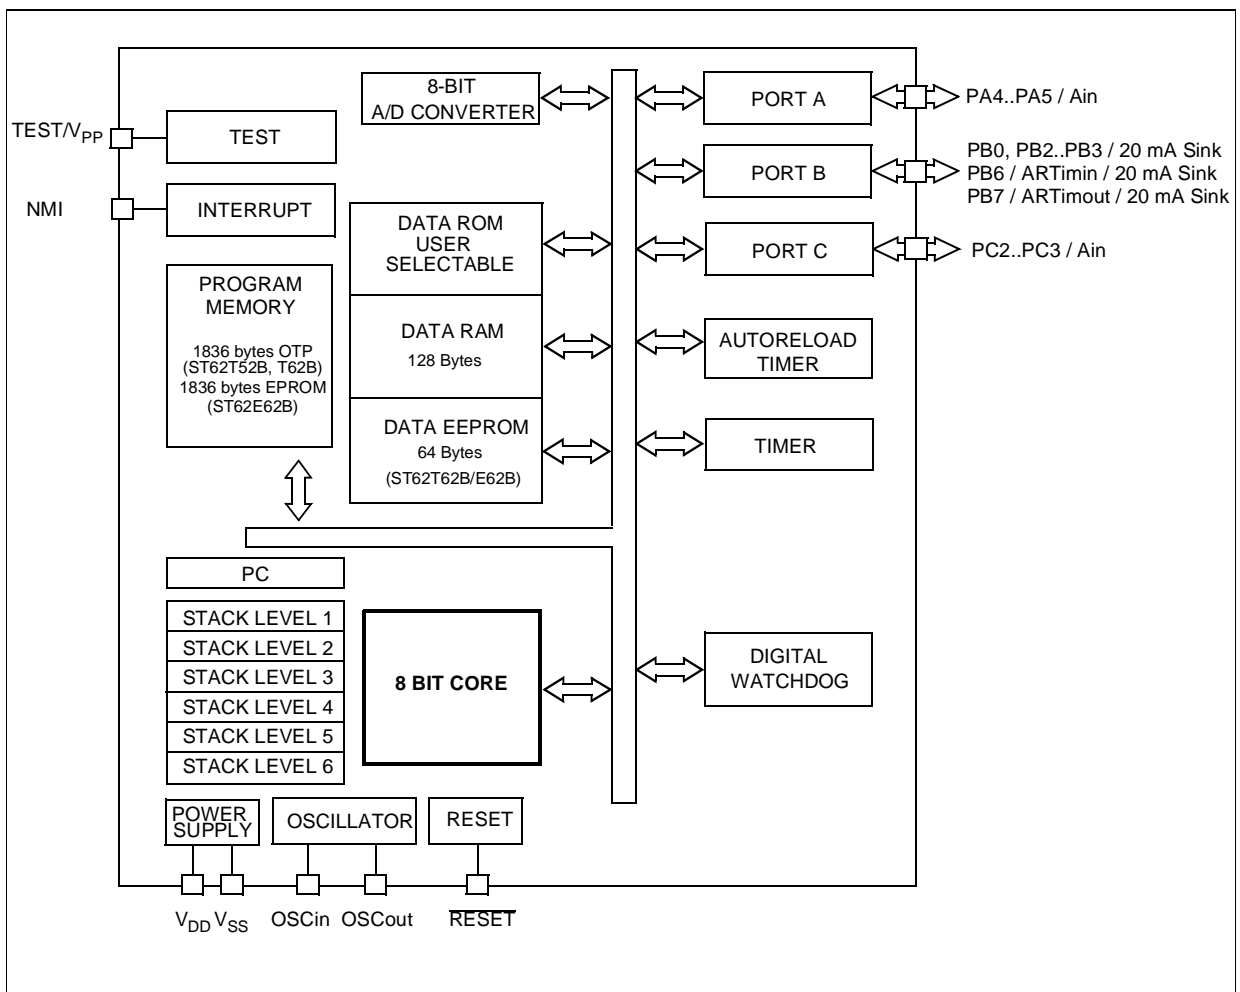 8-BIT
A/D CONVERTER
PORT A
PA4..PA5 / Ain
TEST/VPP
TEST
PORT B
PB0, PB2..PB3 / 20 mA Sink
PB6 / ARTimin / 20 mA Sink
PB7 / ARTimout / 20 mA Sink
NMI
INTERRUPT
DATA ROM
USER
SELECTABLE
PORT C
PC2..PC3 / Ain
PROGRAM
MEMORY
1836 bytes OTP
(ST62T52B, T62B)
1836 bytes EPROM
(ST62E62B)
DATA RAM
128 Bytes
AUTORELOAD
TIMER
DATA EEPROM
64 Bytes
(ST62T62B/E62B)
TIMER
PC
STACK LEVEL 1
STACK LEVEL 2
STACK LEVEL 3
STACK LEVEL 4
STACK LEVEL 5
STACK LEVEL 6
8 BIT CORE
DIGITAL
WATCHDOG
POWER
SUPPLY
OSCILLATOR
RESET
VDD VSS OSCin OSCout RESET